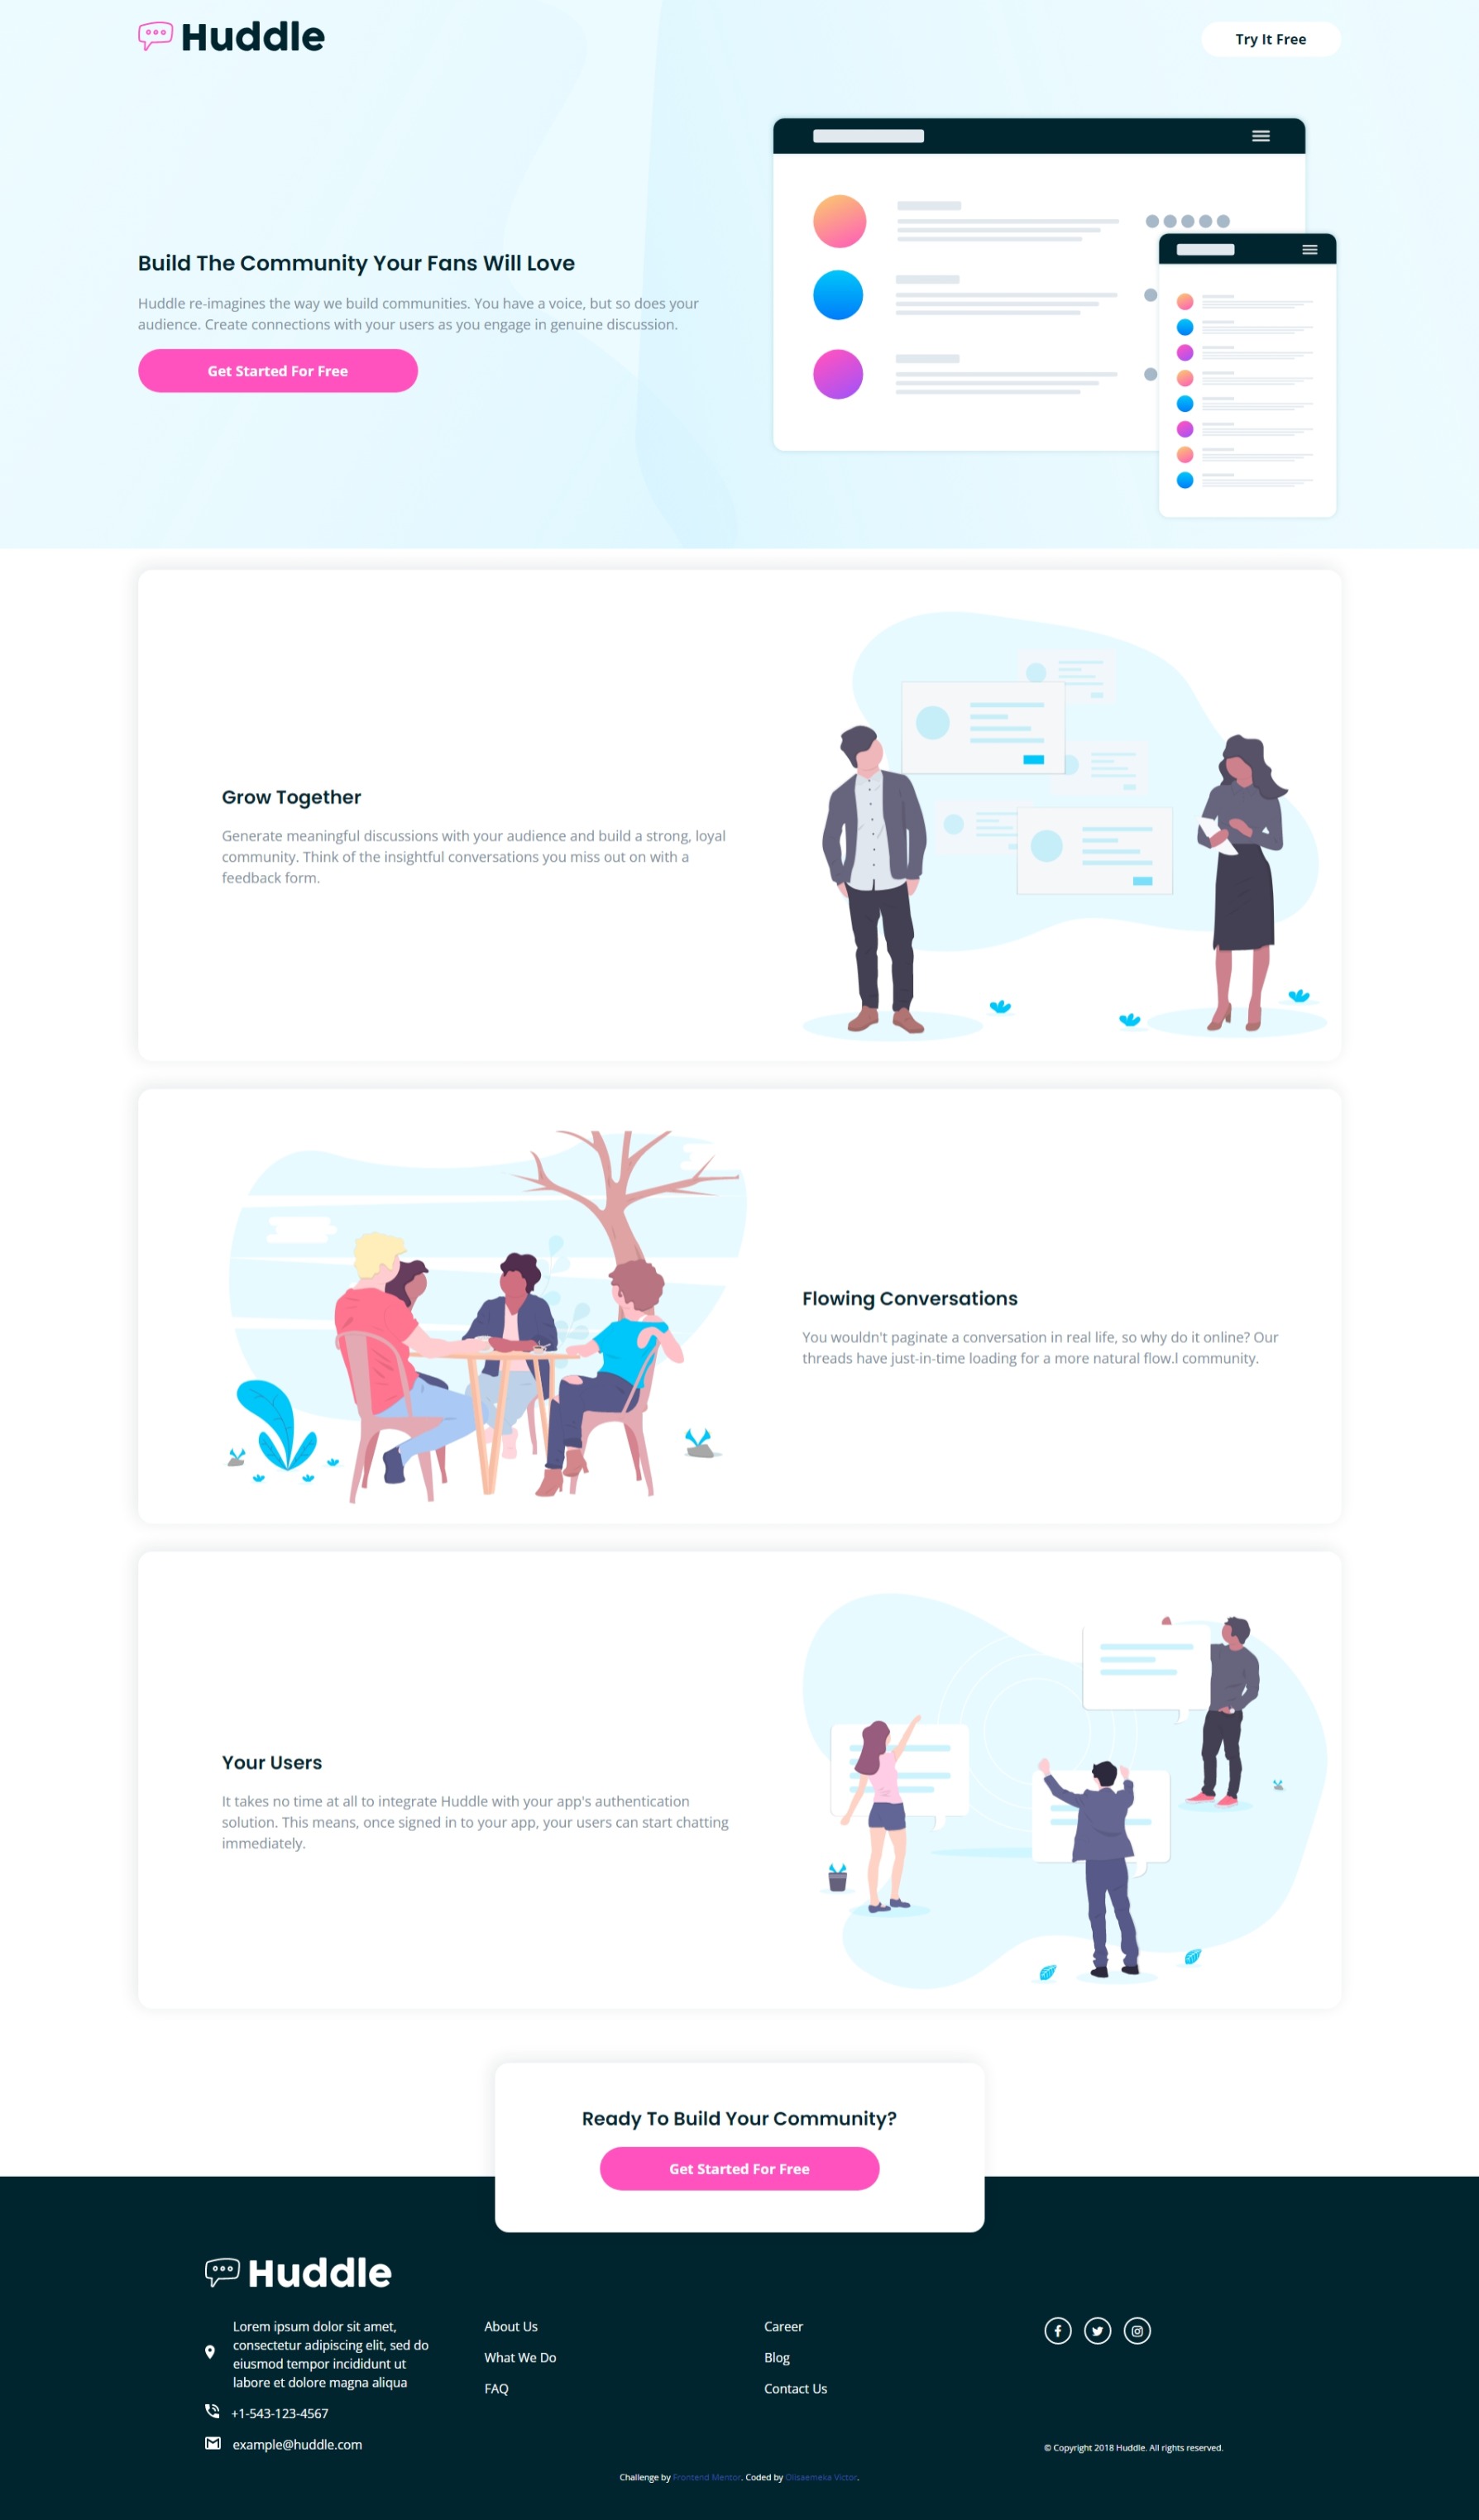 Huddle
Try It Free
Build The Community Your Fans Will Love
Huddle re-imagines the way we build communities. You have a voice, but so does your
audience. Create connections with your users as you engage in genuine discussion.
Get Started For Free
Grow Together
Generate meaningful discussions with your audience and build a strong, loyal
community. Think of the insightful conversations you miss out on with a
feedback form.
Flowing Conversations
You wouldn't paginate a conversation in real life, so why do it online? Our
threads have just-in-time loading for a more natural flow.l community.
Your Users
It takes no time at all to integrate Huddle with your app's authentication
solution. This means, once signed in to your app, your users can start chatting
immediately.
Ready To Build Your Community?
Get Started For Free
Huddle
Lorem ipsum dolor sit amet,
consectetur adipiscing elit, sed do
eiusmod tempor incididunt ut
labore et dolore magna aliqua
+1-543-123-4567
example@huddle.com
About Us
What We Do
FAQ
Career
Blog
Contact Us
© Copyright 2018 Huddle. All rights reserved.
Challenge by Frontend Mentor. Coded by Olisaemeka Victor.